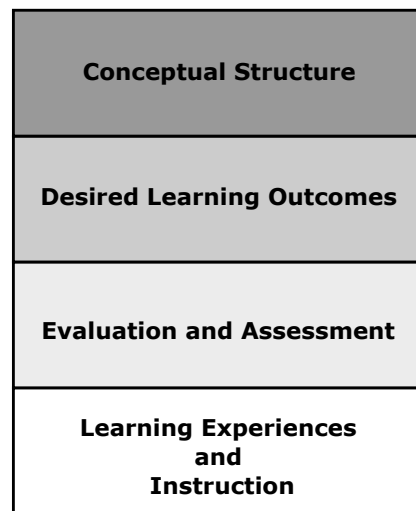 Conceptual Structure
Desired Learning Outcomes
Evaluation and Assessment
Learning Experiences
and
Instruction